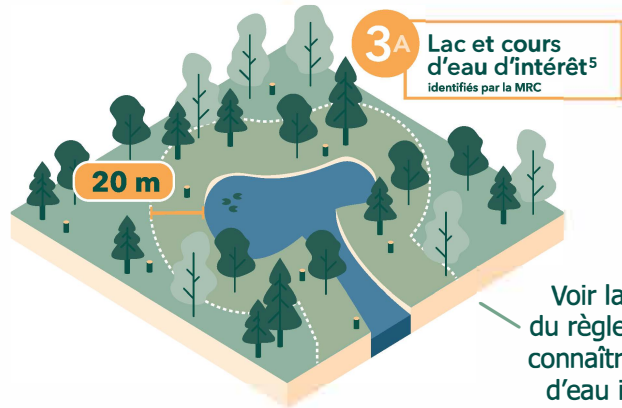 3A
Lac et cours
d'eau d'intérêt⁵
identifiés par la MRC
20 m
Voir la
du règle
connaîtr
d'eau i